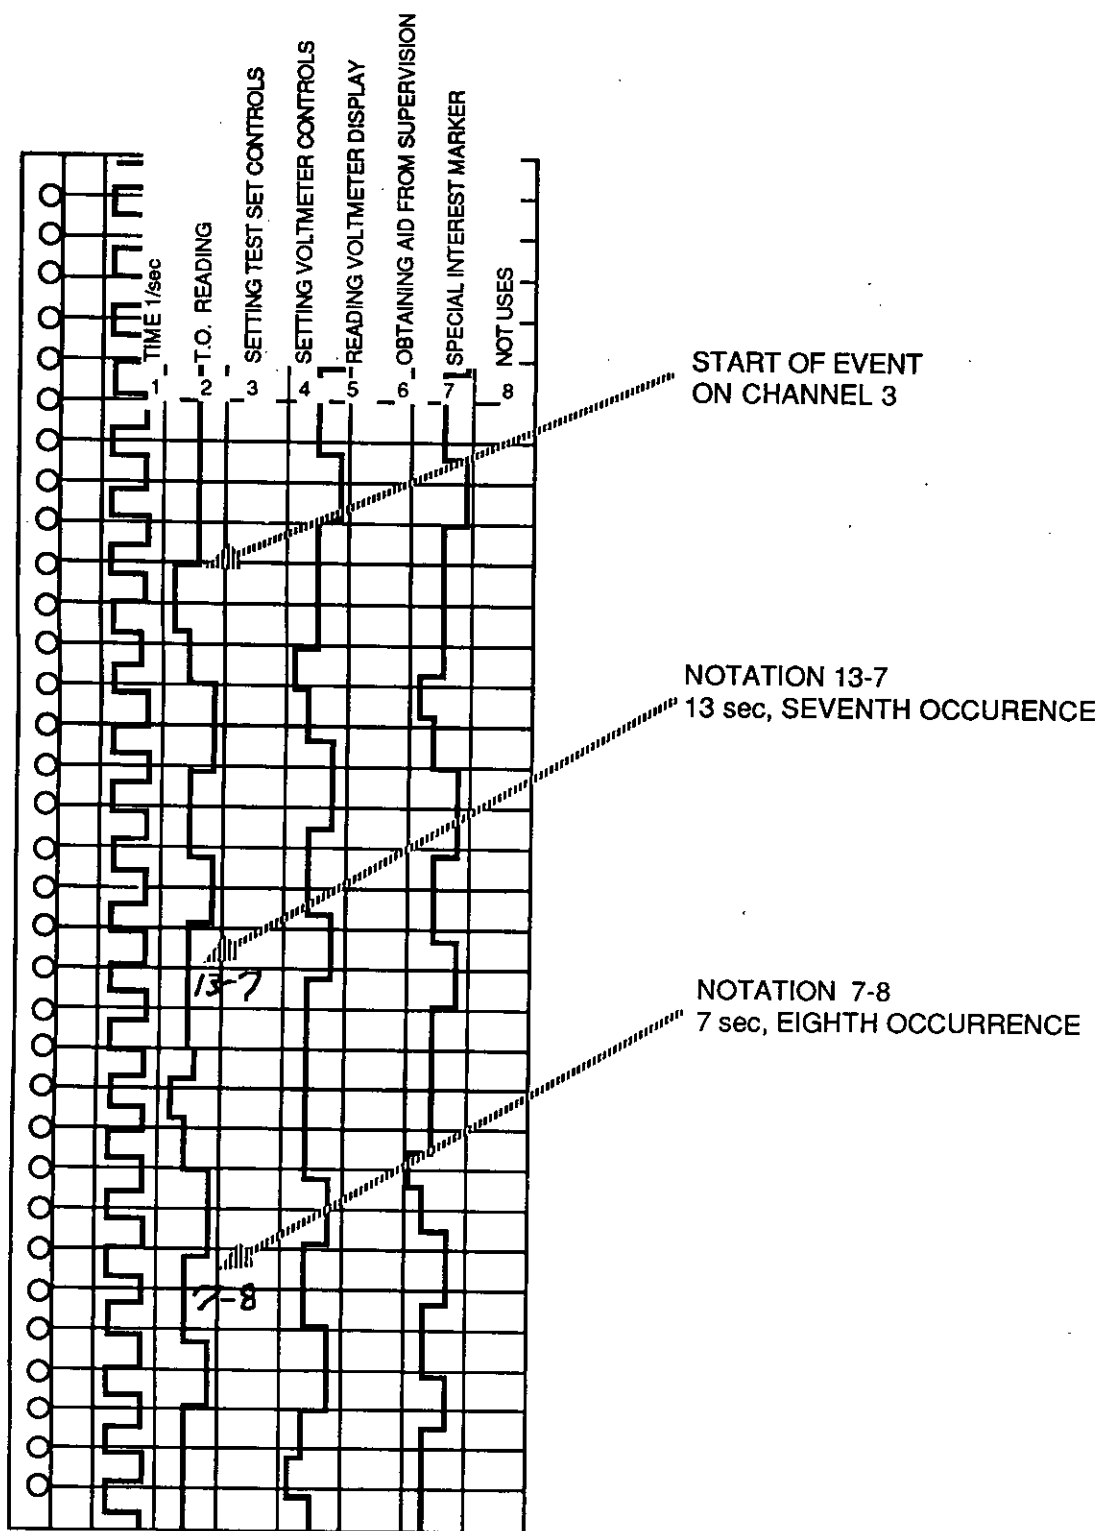 TIME 1/sec
T.O. READING
SETTING TEST SET CONTROLS
SETTING VOLTMETER CONTROLS
READING VOLTMETER DISPLAY
OBTAINING AID FROM SUPERVISION
SPECIAL INTEREST MARKER
NOT USES
1 2 3 4 5 6 7 8
START OF EVENT
ON CHANNEL 3
NOTATION 13-7
13 sec, SEVENTH OCCURENCE
13-7
NOTATION 7-8
7 sec, EIGHTH OCCURRENCE
7-8